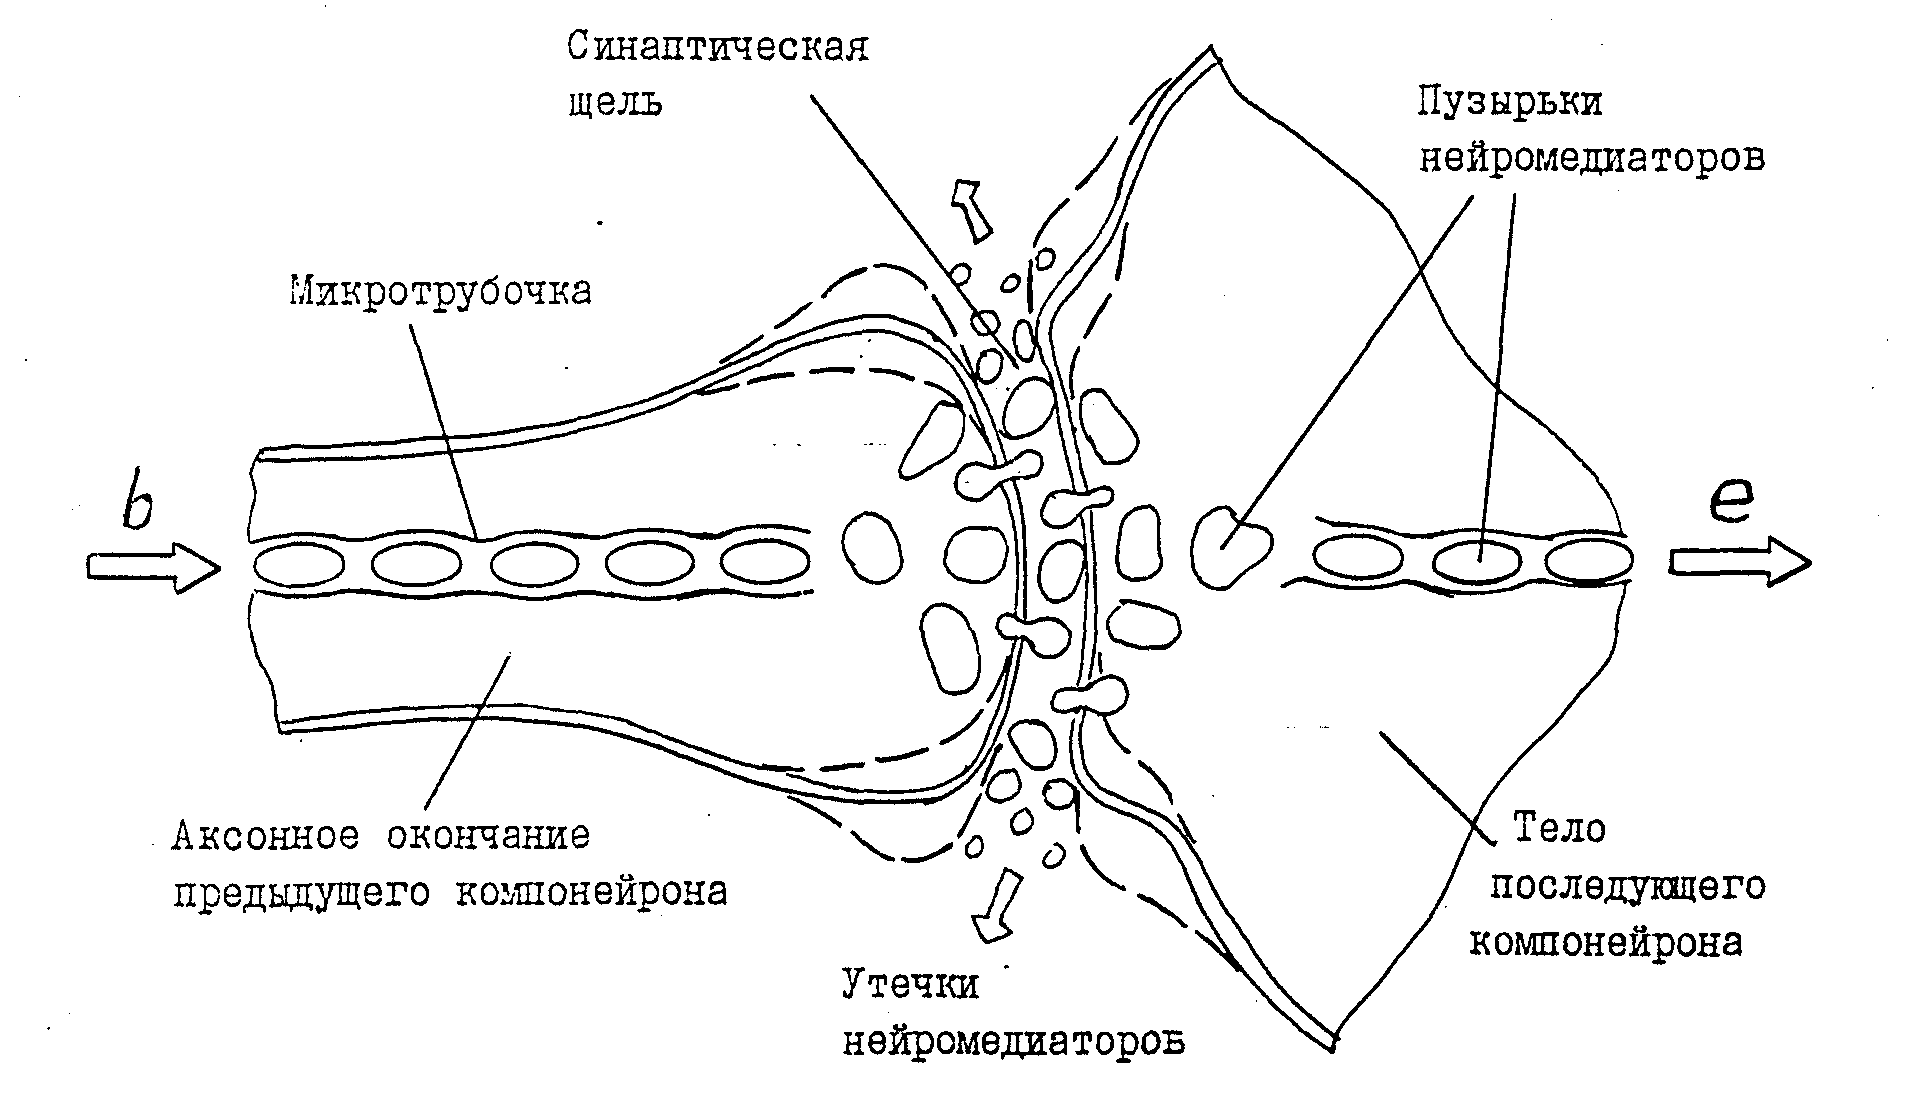 Синаптическая
щель
Пузырьки
нейромедиаторов
Микротрубочка
b
e
Аксонное окончание
предыдущего компонейрона
Тело
последующего
компонейрона
Утечки
нейромедиаторов